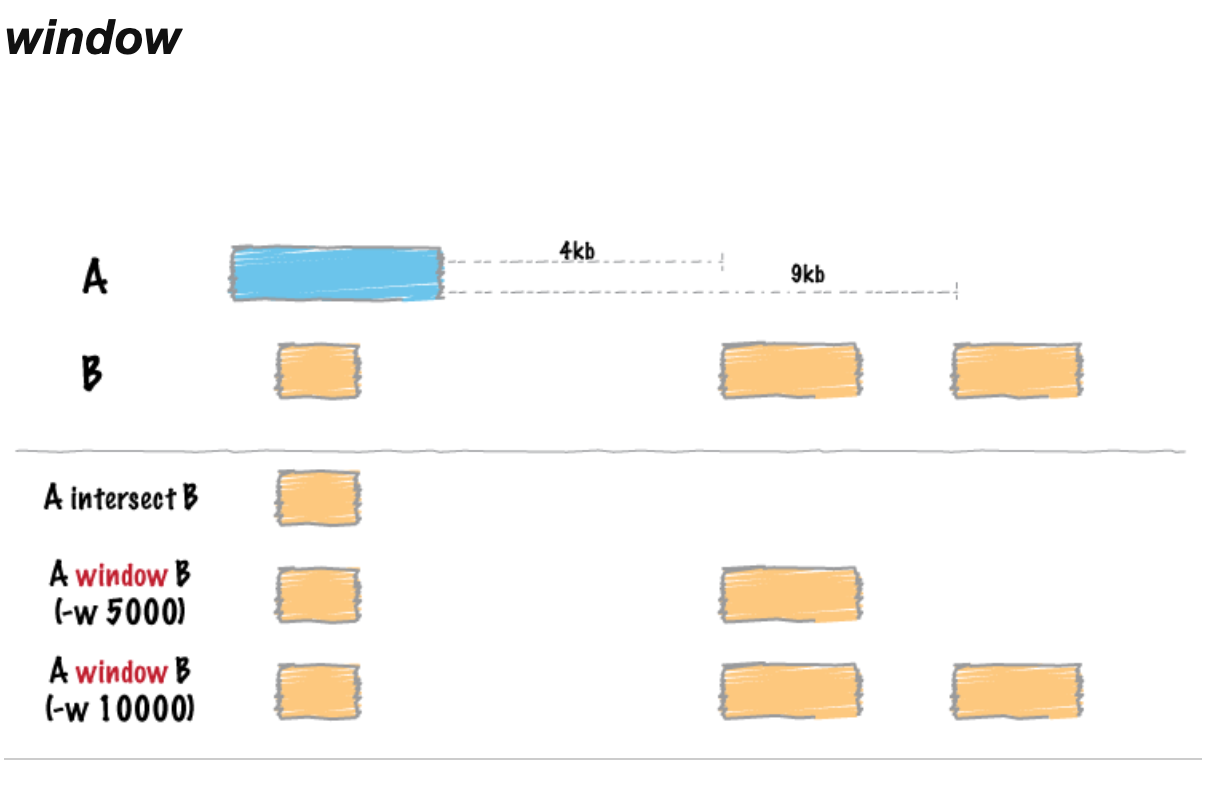 window
4kb
A
9kb
B
A intersect B
A window B
(-w 5000)
A window B
(-w 10000)